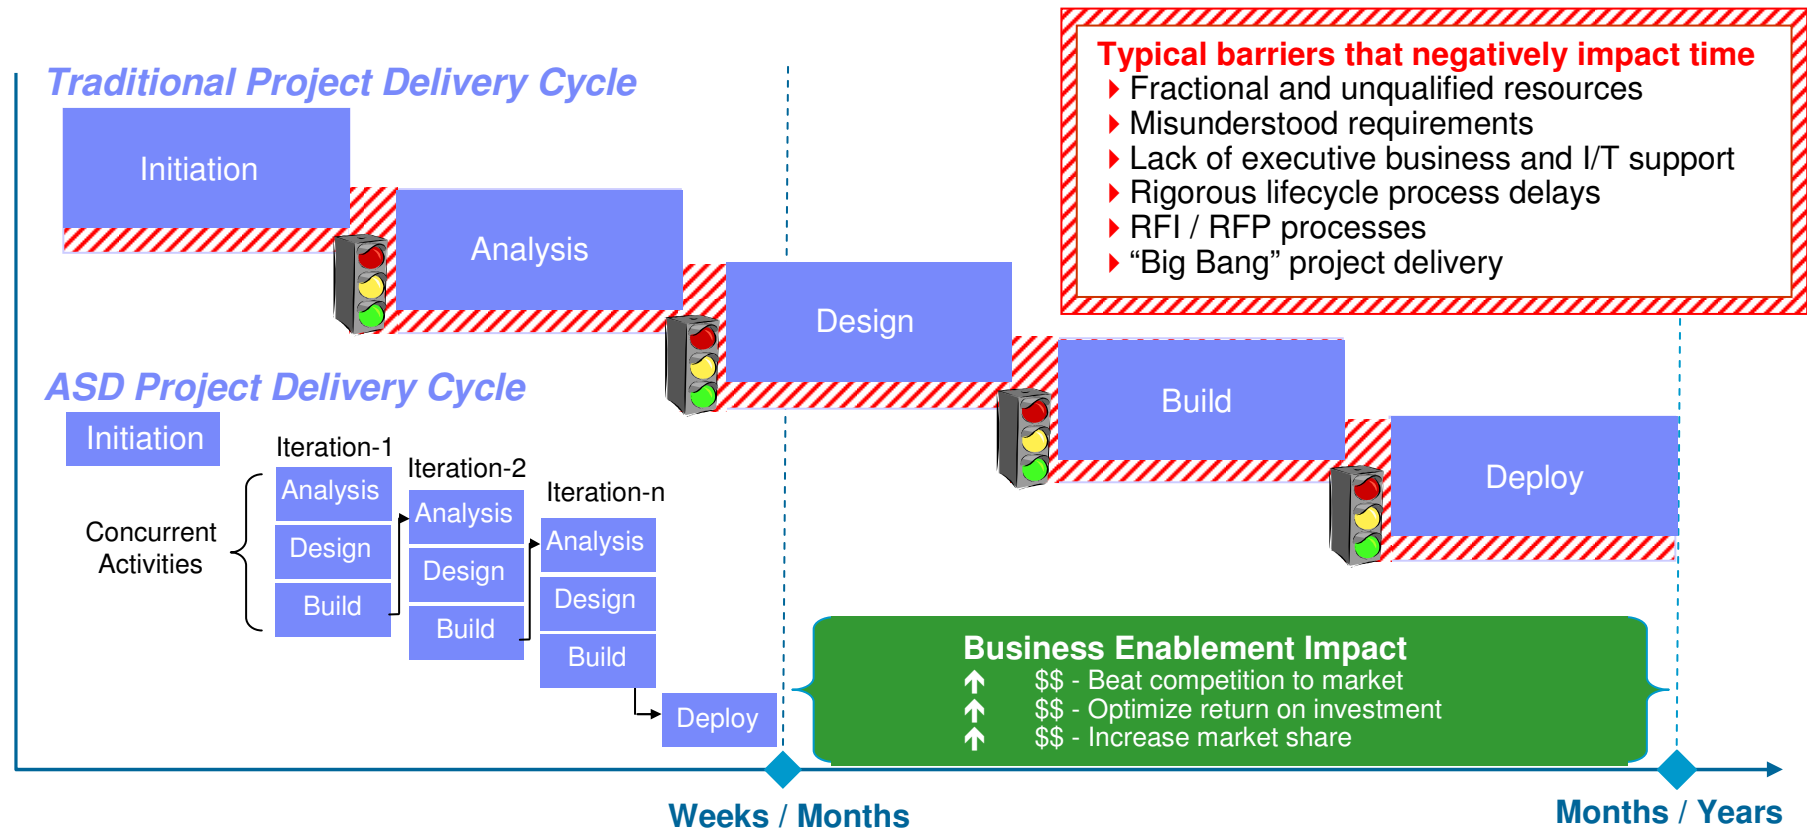 Traditional Project Delivery Cycle
Initiation
Analysis
Design
Build
Deploy
Typical barriers that negatively impact time
Fractional and unqualified resources
Misunderstood requirements
Lack of executive business and I/T support
Rigorous lifecycle process delays
RFI / RFP processes
“Big Bang” project delivery
ASD Project Delivery Cycle
Initiation
Concurrent
Activities
Iteration-1
Analysis
Design
Build
Iteration-2
Analysis
Design
Build
Iteration-n
Analysis
Design
Build
Deploy
Business Enablement Impact
$$ - Beat competition to market
$$ - Optimize return on investment
$$ - Increase market share
Weeks / Months
Months / Years